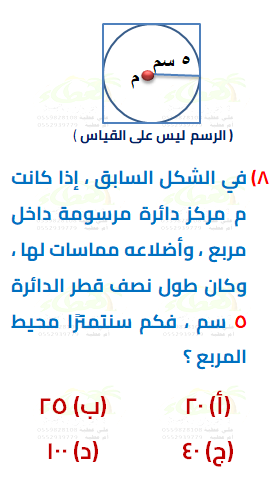 ٥ سم
م
( الرسم ليس على القياس )
٨) في الشكل السابق ، إذا كانت
م مركز دائرة مرسومة داخل
مربع ، وأضلاعه مماسات لها ،
وكان طول نصف قطر الدائرة
٥ سم ، فكم سنتمترًا محيط
المربع ؟
(أ) ٢٠ (ب) ٢٥
(ج) ٤٠ (د) ١٠٠